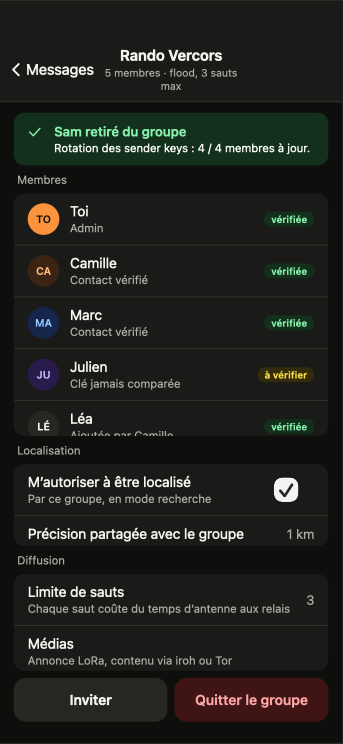 Rando Vercors
Messages
5 membres · flood, 3 sauts
max
Sam retiré du groupe
Rotation des sender keys : 4 / 4 membres à jour.
Membres
TO
Toi
Admin
vérifiée
CA
Camille
Contact vérifié
vérifiée
MA
Marc
Contact vérifié
vérifiée
JU
Julien
Clé jamais comparée
à vérifier
LÉ
Léa
Ajoutée par Camille
vérifiée
Localisation
M’autoriser à être localisé
Par ce groupe, en mode recherche
Précision partagée avec le groupe
1 km
Diffusion
Limite de sauts
Chaque saut coûte du temps d’antenne aux relais
3
Médias
Annonce LoRa, contenu via iroh ou Tor
Inviter
Quitter le groupe